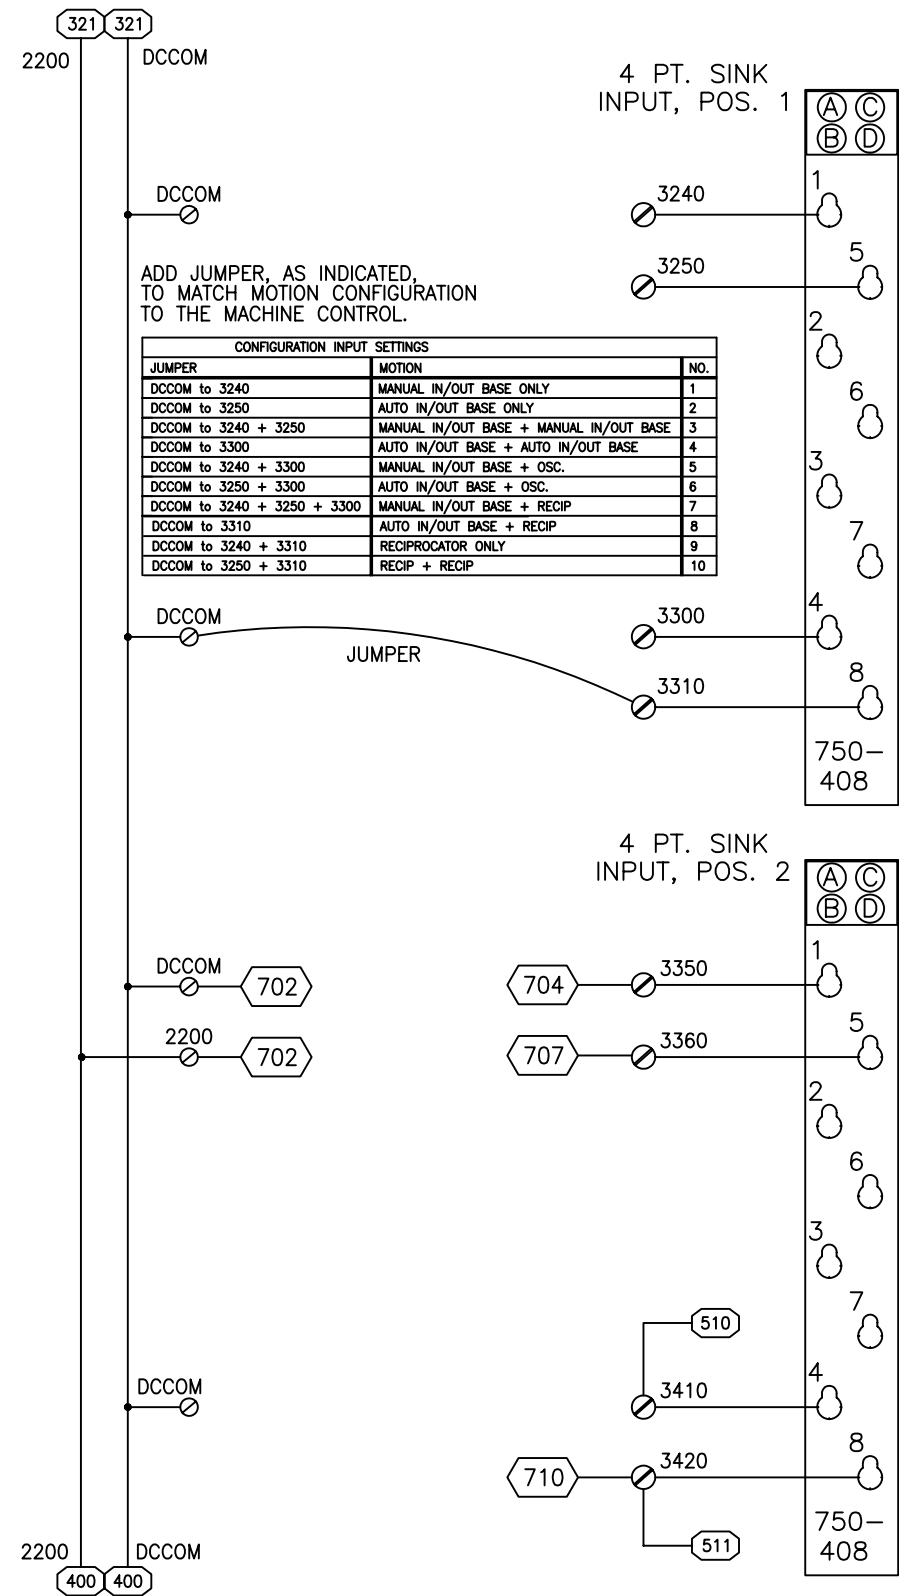 321 321
2200 DCCOM
4 PT. SINK
INPUT, POS. 1
A C
B D
1
DCCOM 3240
5
3250
ADD JUMPER, AS INDICATED,
TO MATCH MOTION CONFIGURATION
TO THE MACHINE CONTROL.
2
CONFIGURATION INPUT SETTINGS
JUMPER MOTION NO.
DCCOM to 3240 MANUAL IN/OUT BASE ONLY 1
DCCOM to 3250 AUTO IN/OUT BASE ONLY 2
DCCOM to 3240 + 3250 MANUAL IN/OUT BASE + MANUAL IN/OUT BASE 3
DCCOM to 3300 AUTO IN/OUT BASE + AUTO IN/OUT BASE 4
DCCOM to 3240 + 3300 MANUAL IN/OUT BASE + OSC. 5
DCCOM to 3250 + 3300 AUTO IN/OUT BASE + OSC. 6
DCCOM to 3240 + 3250 + 3300 MANUAL IN/OUT BASE + RECIP 7
DCCOM to 3310 AUTO IN/OUT BASE + RECIP 8
DCCOM to 3240 + 3310 RECIPROCATOR ONLY 9
DCCOM to 3250 + 3310 RECIP + RECIP 10
6
3
7
4
DCCOM 3300
JUMPER
8
3310
750-
408
4 PT. SINK
INPUT, POS. 2
A C
B D
1
DCCOM 702 704 3350
5
2200 702 707 3360
2
6
3
7
510
4
DCCOM 3410
8
710 3420
511
750-
408
2200 DCCOM
400 400